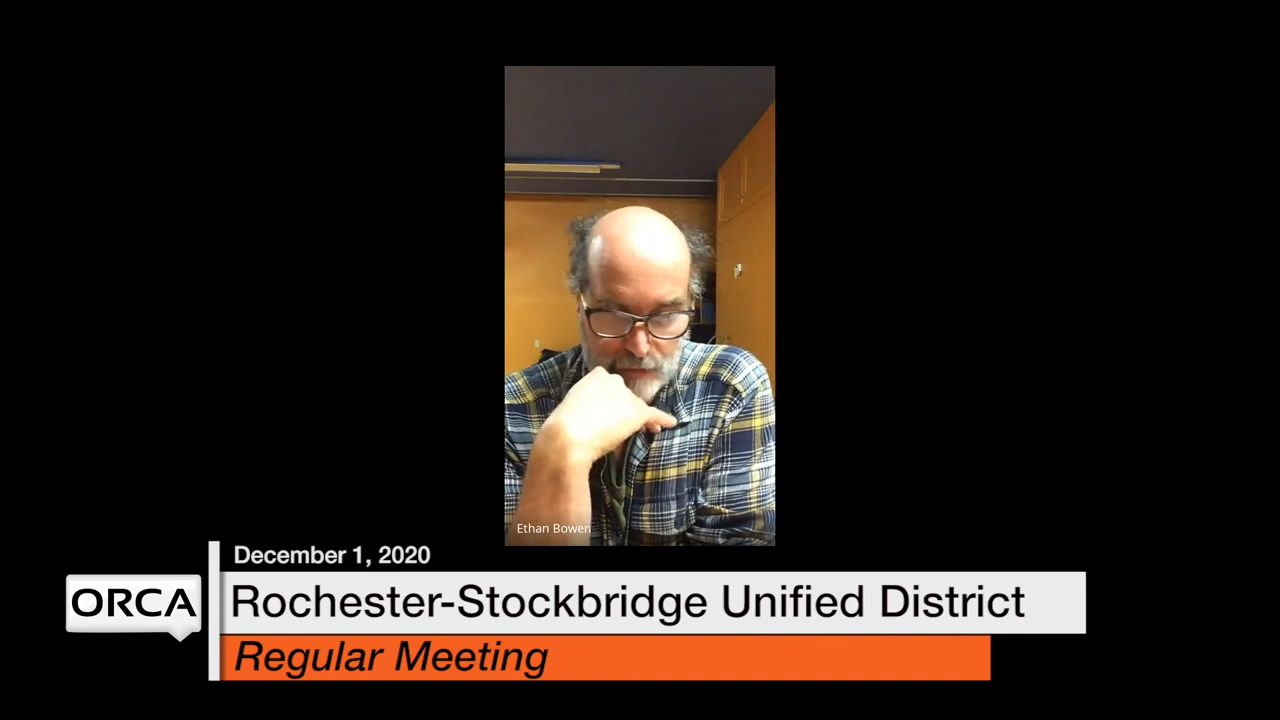 Ethan Bowen
December 1, 2020
ORCA
Rochester-Stockbridge Unified District
Regular Meeting